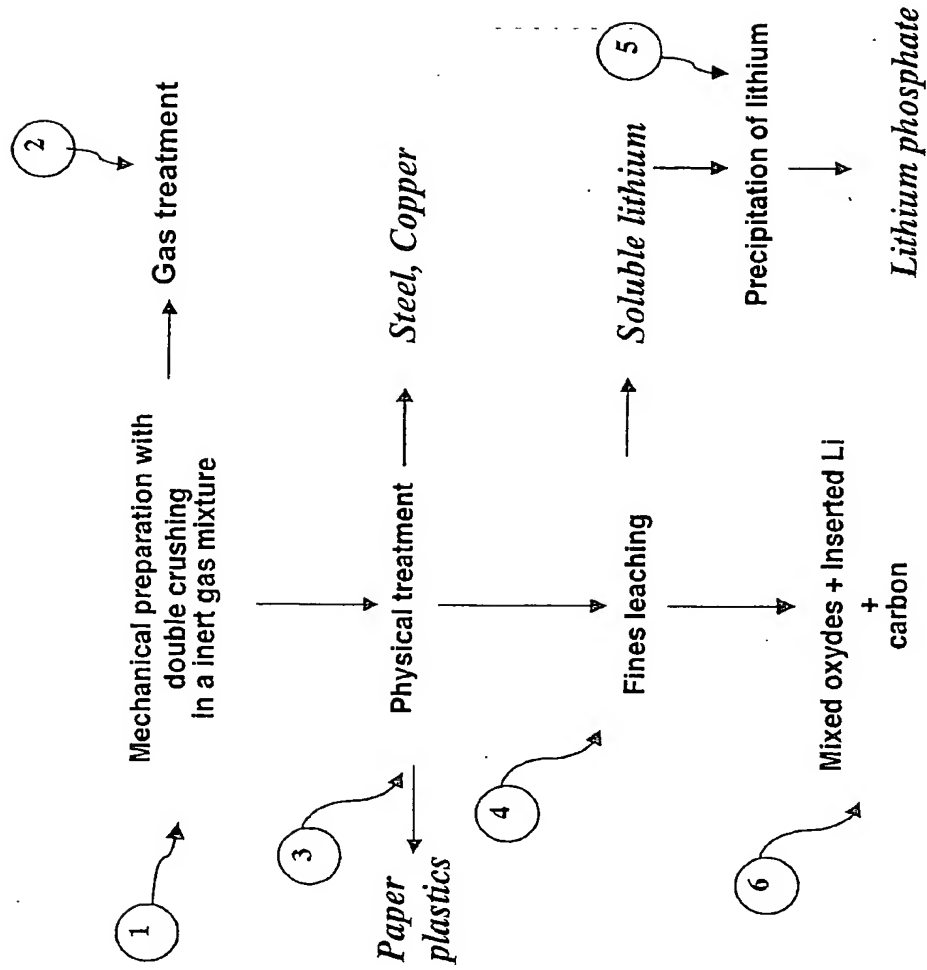 2
Gas treatment
1
Mechanical preparation with
double crushing
In a inert gas mixture
3
Physical treatment
Steel, Copper
Paper
plastics
4
Fines leaching
Soluble lithium
5
Precipitation of lithium
Lithium phosphate
6
Mixed oxydes + Inserted Li
+
carbon